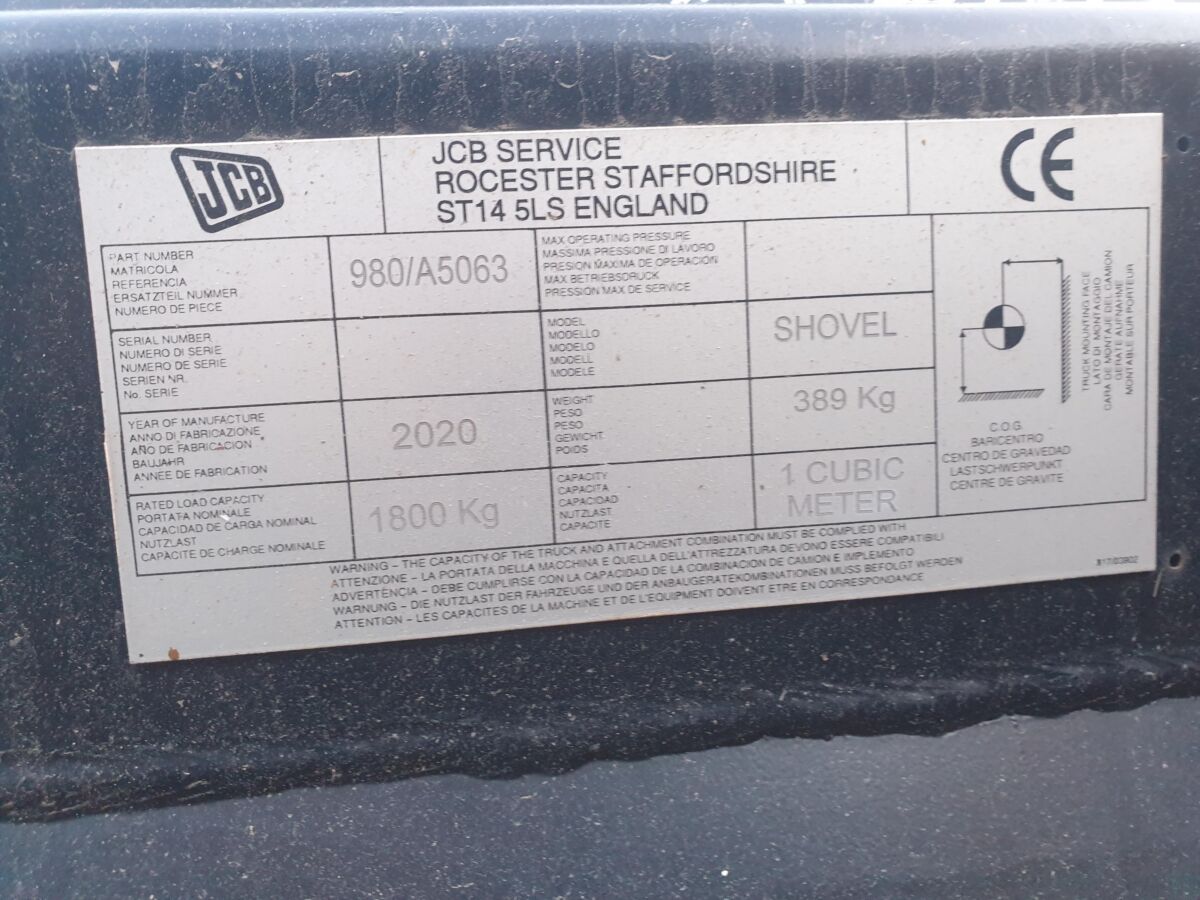 JCB
JCB SERVICE
ROCESTER STAFFORDSHIRE
ST14 5LS ENGLAND
CE
PART NUMBER
MATRICOLA
REFERENCIA
ERSATZTEIL NUMMER
NUMERO DE PIECE
980/A5063
MAX OPERATING PRESSURE
MASSIMA PRESSIONE DI LAVORO
PRESION MAXIMA DE OPERACION
MAX BETRIEBSDRUCK
PRESSION MAX DE SERVICE
SERIAL NUMBER
NUMERO DI SERIE
NUMERO DE SERIE
SERIEN NR.
No. SERIE
MODEL
MODELLO
MODELO
MODELL
MODELE
SHOVEL
YEAR OF MANUFACTURE
ANNO DI FABRICAZIONE
AÑO DE FABRICACION
BAUJAHR
ANNEE DE FABRICATION
2020
WEIGHT
PESO
PESO
GEWICHT
POIDS
389 Kg
RATED LOAD CAPACITY
PORTATA NOMINALE
CAPACIDAD DE CARGA NOMINAL
NUTZLAST
CAPACITE DE CHARGE NOMINALE
1800 Kg
CAPACITY
CAPACITA
CAPACIDAD
NUTZLAST
CAPACITE
1 CUBIC
METER
TRUCK MOUNTING FACE
LATO DI MONTAGGIO
CARA DE MONTAJE DEL CAMION
GERATE AUFNAHME
MONTABLE SUR PORTEUR
C.O.G.
BARICENTRO
CENTRO DE GRAVEDAD
LASTSCHWERPUNKT
CENTRE DE GRAVITE
WARNING - THE CAPACITY OF THE TRUCK AND ATTACHMENT COMBINATION MUST BE COMPLIED WITH
ATTENZIONE - LA PORTATA DELLA MACCHINA E QUELLA DELL'ATTREZZATURA DEVONO ESSERE COMPATIBILI
ADVERTENCIA - DEBE CUMPLIRSE CON LA CAPACIDAD DE LA COMBINACION DE CAMION E IMPLEMENTO
WARNUNG - DIE NUTZLAST DER FAHRZEUGE UND DER ANBAUGERATEKOMBINATIONEN MUSS BEFOLGT WERDEN
ATTENTION - LES CAPACITES DE LA MACHINE ET DE L'EQUIPMENT DOIVENT ETRE EN CORRESPONDANCE